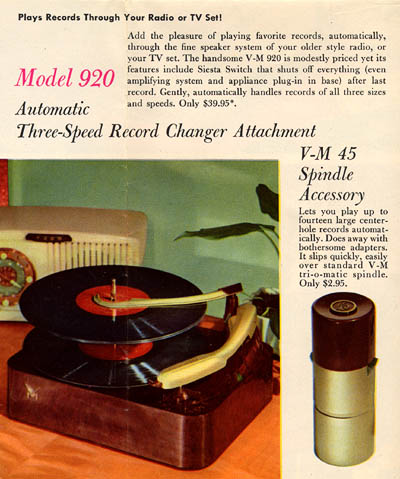 Plays Records Through Your Radio or TV Set!
Add the pleasure of playing favorite records, automatically,
through the fine speaker system of your older style radio, or
your TV set. The handsome V-M 920 is modestly priced yet its
features include Siesta Switch that shuts off everything (even
amplifying system and appliance plug-in in base) after last
record. Gently, automatically handles records of all three sizes
and speeds. Only $39.95*.
Model 920
Automatic
Three-Speed Record Changer Attachment
V-M 45
Spindle
Accessory
Lets you play up to
fourteen large center-
hole records automat-
ically. Does away with
bothersome adapters.
It slips quickly, easily
over standard V-M
tri-o-matic spindle.
Only $2.95.